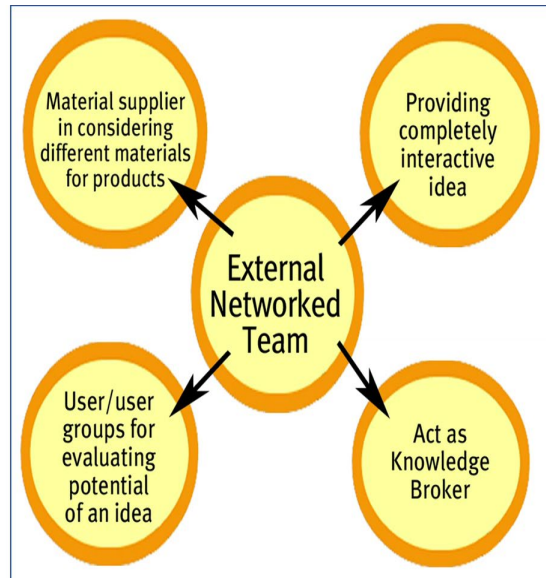 Material supplier
in considering
different materials
for products
Providing
completely
interactive
idea
External
Networked
Team
User/user
groups for
evaluating
potential
of an idea
Act as
Knowledge
Broker